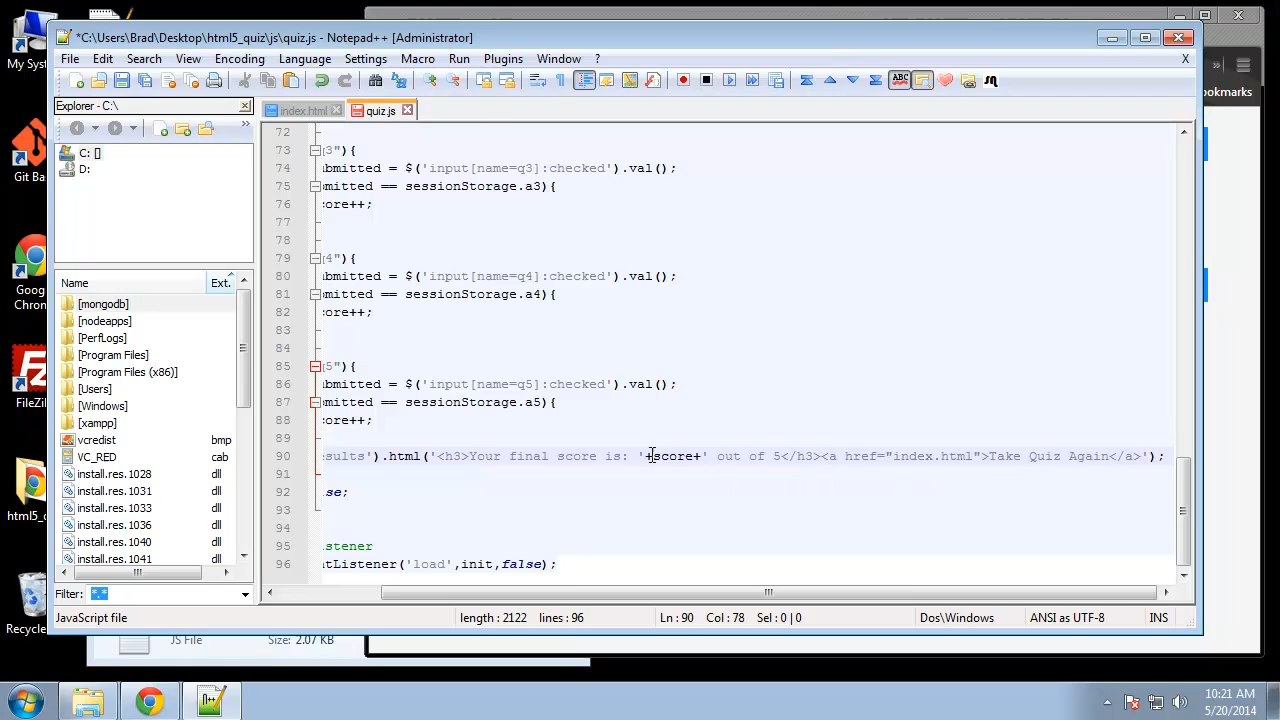 *C:\Users\Brad\Desktop\html5_quiz\js\quiz.js - Notepad++ [Administrator]
File Edit Search View Encoding Language Settings Macro Run Plugins Window ?
X
ABC
Explorer - C:\
index.html
quiz.js
ookmarks
C: []
D:
Name
Ext.
[mongodb]
[nodeapps]
[PerfLogs]
[Program Files]
[Program Files (x86)]
[Users]
[Windows]
[xampp]
vcredist bmp
VC_RED cab
install.res.1028 dll
install.res.1031 dll
install.res.1033 dll
install.res.1036 dll
install.res.1040 dll
install.res.1041 dll
Filter: *.*
72
73 3"){
74 bmitted = $('input[name=q3]:checked').val();
75 mitted == sessionStorage.a3){
76 core++;
77
78
79 4"){
80 bmitted = $('input[name=q4]:checked').val();
81 mitted == sessionStorage.a4){
82 core++;
83
84
85 5"){
86 bmitted = $('input[name=q5]:checked').val();
87 mitted == sessionStorage.a5){
88 core++;
89
90 sults').html('<h3>Your final score is: '+score+' out of 5</h3><a href="index.html">Take Quiz Again</a>');
91
92 se;
93
94
95 stener
96 tListener('load',init,false);
JavaScript file
length : 2122 lines : 96
Ln : 90 Col : 78 Sel : 0 | 0
Dos\Windows
ANSI as UTF-8
INS
My Sys
Git Ba
Goog
Chron
FileZi
html5_
Recycle
JS File
Size: 2.07 KB
10:21 AM
5/20/2014